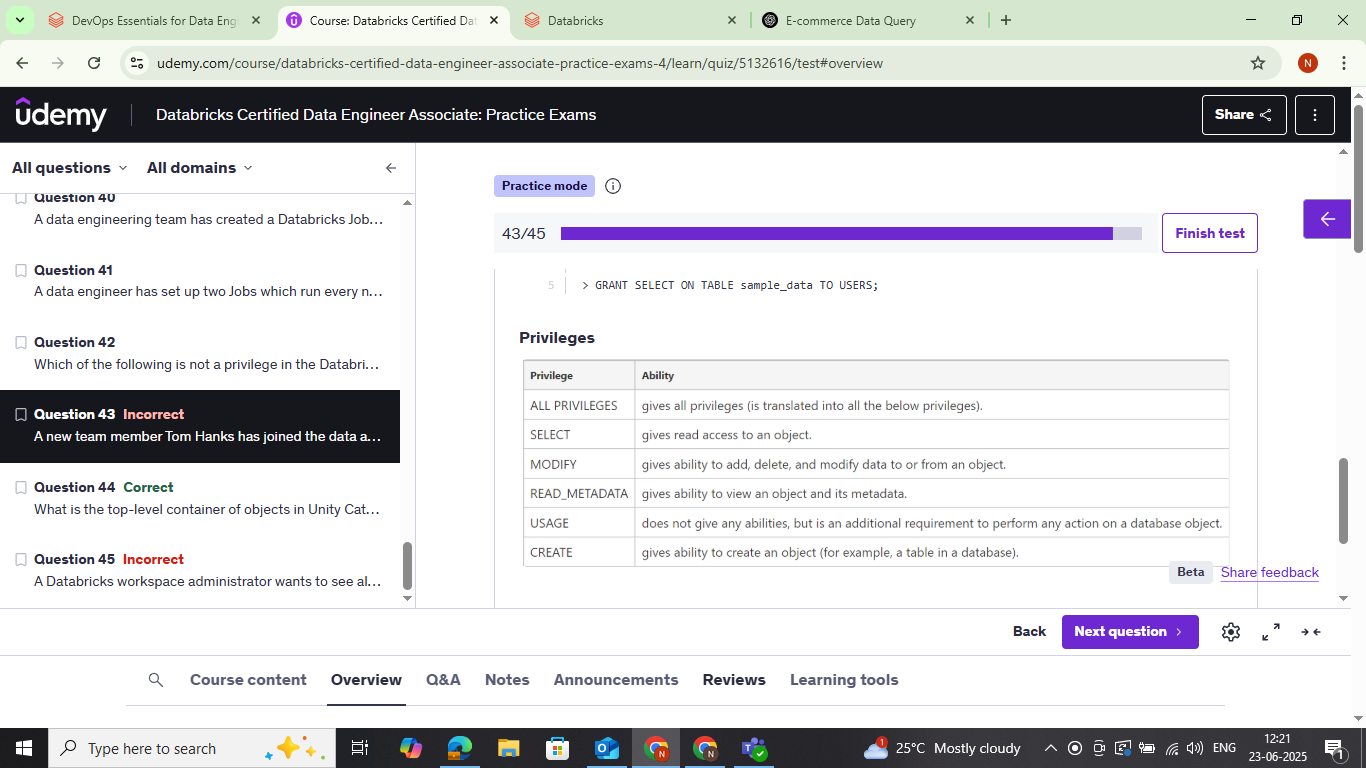 DevOps Essentials for Data Eng
Course: Databricks Certified Dat
Databricks
E-commerce Data Query
udemy.com/course/databricks-certified-data-engineer-associate-practice-exams-4/learn/quiz/5132616/test#overview
N
ûdemy
Databricks Certified Data Engineer Associate: Practice Exams
Share
All questions
All domains
Question 40
A data engineering team has created a Databricks Job...
Question 41
A data engineer has set up two Jobs which run every n...
Question 42
Which of the following is not a privilege in the Databri...
Question 43 Incorrect
A new team member Tom Hanks has joined the data a...
Question 44 Correct
What is the top-level container of objects in Unity Cat...
Question 45 Incorrect
A Databricks workspace administrator wants to see al...
Practice mode
43/45
Finish test
5 > GRANT SELECT ON TABLE sample_data TO USERS;
Privileges
Privilege Ability
ALL PRIVILEGES gives all privileges (is translated into all the below privileges).
SELECT gives read access to an object.
MODIFY gives ability to add, delete, and modify data to or from an object.
READ_METADATA gives ability to view an object and its metadata.
USAGE does not give any abilities, but is an additional requirement to perform any action on a database object.
CREATE gives ability to create an object (for example, a table in a database).
Beta Share feedback
Back
Next question
Course content
Overview
Q&A
Notes
Announcements
Reviews
Learning tools
Type here to search
1
25°C Mostly cloudy
ENG
12:21
23-06-2025
1